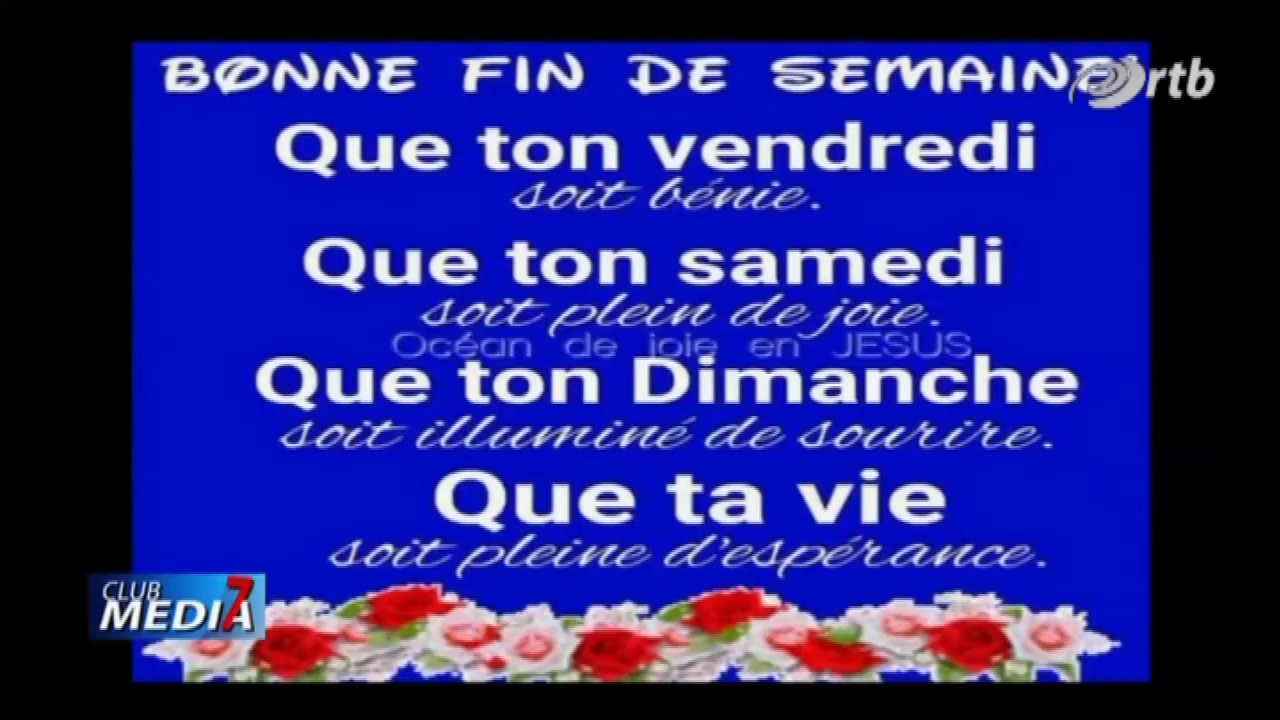 BONNE FIN DE SEMAINE
rtb
Que ton vendredi
soit bénie.
Que ton samedi
soit plein de joie.
Océan de joie en JESUS
Que ton Dimanche
soit illuminé de sourire.
Que ta vie
soit pleine d'espérance.
CLUB 7
MEDIA